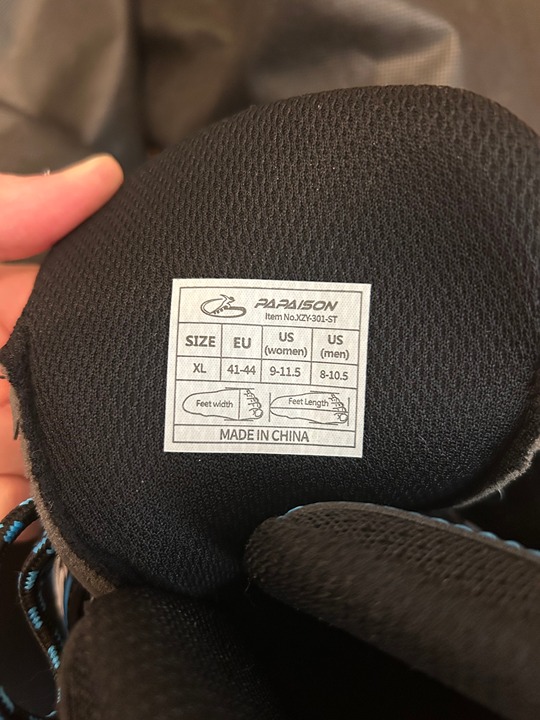 PAPAISON
Item No.XZY-301-ST
SIZE EU US (women) US (men)
XL 41-44 9-11.5 8-10.5
Feet width Feet Length
MADE IN CHINA